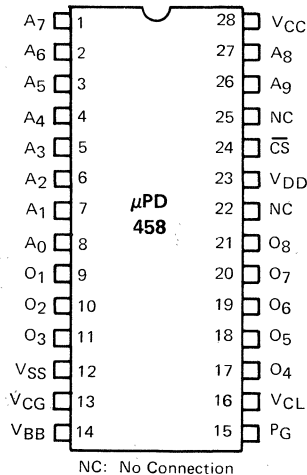 A7 1 28 VCC
A6 2 27 A8
A5 3 26 A9
A4 4 25 NC
A3 5 24 C̅S̅
A2 6 23 VDD
A1 7 22 NC
μPD
458
A0 8 21 O8
O1 9 20 O7
O2 10 19 O6
O3 11 18 O5
VSS 12 17 O4
VCG 13 16 VCL
VBB 14 15 PG
NC: No Connection